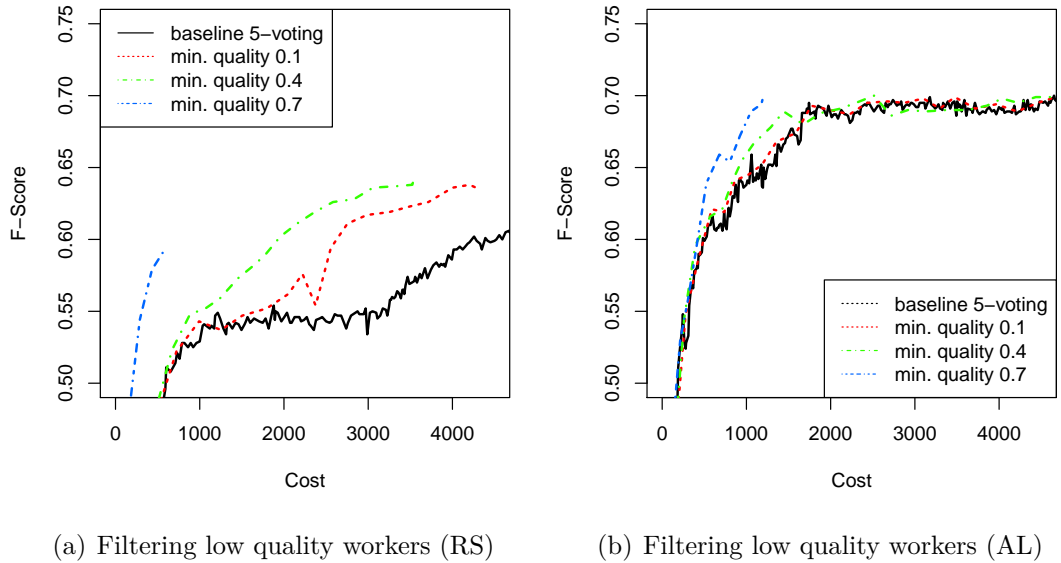 baseline 5−voting
min. quality 0.1
min. quality 0.4
min. quality 0.7
0.75
0.70
0.65
0.60
0.55
0.50
F−Score
0 1000 2000 3000 4000
Cost
(a) Filtering low quality workers (RS)
0.75
0.70
0.65
0.60
0.55
0.50
F−Score
baseline 5−voting
min. quality 0.1
min. quality 0.4
min. quality 0.7
0 1000 2000 3000 4000
Cost
(b) Filtering low quality workers (AL)